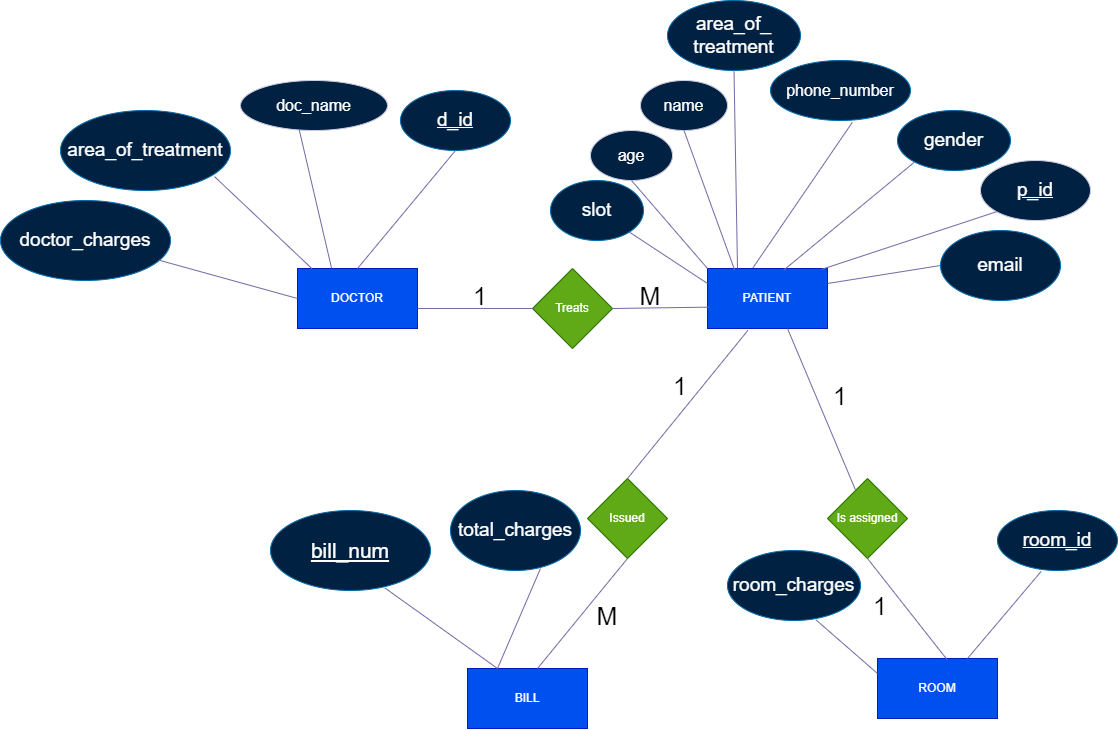 area_of_
treatment
phone_number
doc_name
name
d_id
gender
area_of_treatment
age
p_id
slot
doctor_charges
email
DOCTOR
1
Treats
M
PATIENT
1
1
Issued
Is assigned
total_charges
bill_num
room_id
room_charges
1
M
ROOM
BILL